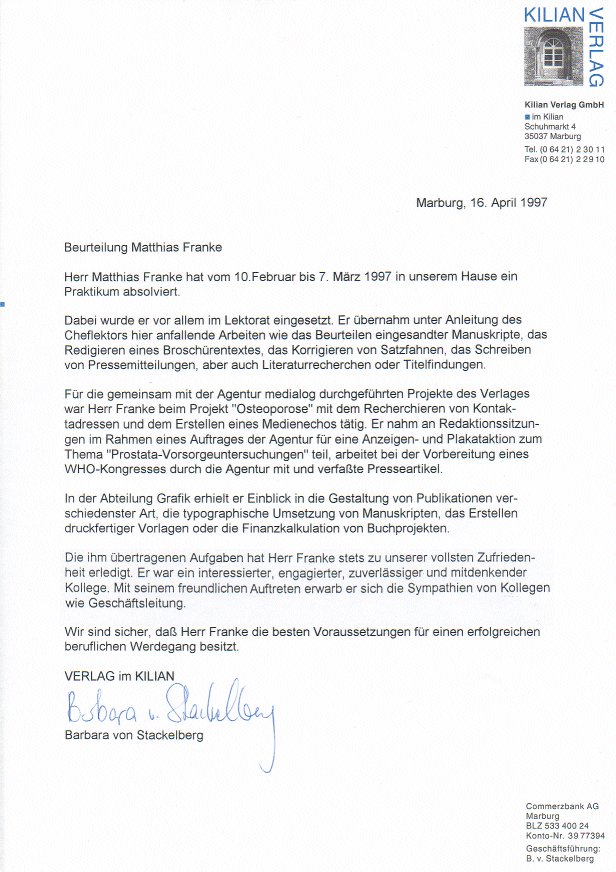 KILIAN VERLAG
Kilian Verlag GmbH
im Kilian
Schuhmarkt 4
35037 Marburg
Tel. (0 64 21) 2 30 11
Fax (0 64 21) 2 29 10
Marburg, 16. April 1997
Beurteilung Matthias Franke
Herr Matthias Franke hat vom 10.Februar bis 7. März 1997 in unserem Hause ein
Praktikum absolviert.
Dabei wurde er vor allem im Lektorat eingesetzt. Er übernahm unter Anleitung des
Cheflektors hier anfallende Arbeiten wie das Beurteilen eingesandter Manuskripte, das
Redigieren eines Broschürentextes, das Korrigieren von Satzfahnen, das Schreiben
von Pressemitteilungen, aber auch Literaturrecherchen oder Titelfindungen.
Für die gemeinsam mit der Agentur medialog durchgeführten Projekte des Verlages
war Herr Franke beim Projekt "Osteoporose" mit dem Recherchieren von Kontak-
tadressen und dem Erstellen eines Medienechos tätig. Er nahm an Redaktionssitzun-
gen im Rahmen eines Auftrages der Agentur für eine Anzeigen- und Plakataktion zum
Thema "Prostata-Vorsorgeuntersuchungen" teil, arbeitet bei der Vorbereitung eines
WHO-Kongresses durch die Agentur mit und verfaßte Presseartikel.
In der Abteilung Grafik erhielt er Einblick in die Gestaltung von Publikationen ver-
schiedenster Art, die typographische Umsetzung von Manuskripten, das Erstellen
druckfertiger Vorlagen oder die Finanzkalkulation von Buchprojekten.
Die ihm übertragenen Aufgaben hat Herr Franke stets zu unserer vollsten Zufrieden-
heit erledigt. Er war ein interessierter, engagierter, zuverlässiger und mitdenkender
Kollege. Mit seinem freundlichen Auftreten erwarb er sich die Sympathien von Kollegen
wie Geschäftsleitung.
Wir sind sicher, daß Herr Franke die besten Voraussetzungen für einen erfolgreichen
beruflichen Werdegang besitzt.
VERLAG im KILIAN
Barbara v. Stackelberg
Barbara von Stackelberg
Commerzbank AG
Marburg
BLZ 533 400 24
Konto-Nr. 39 77394
Geschäftsführung:
B. v. Stackelberg